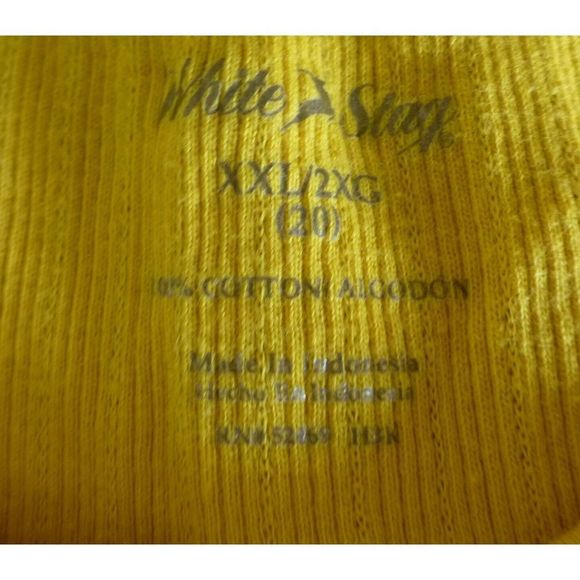 White Stag
XXL/2XG
(20)
COTTON/ALGODON
Made In Indonesia
Hecho En Indonesia
RN#